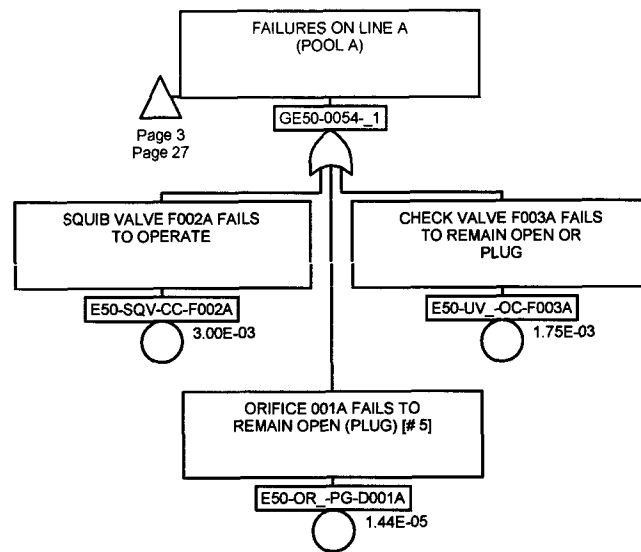 FAILURES ON LINE A
(POOL A)
Page 3
Page 27
GE50-0054-_1
SQUIB VALVE F002A FAILS
TO OPERATE
CHECK VALVE F003A FAILS
TO REMAIN OPEN OR
PLUG
E50-SQV-CC-F002A
3.00E-03
E50-UV_-OC-F003A
1.75E-03
ORIFICE 001A FAILS TO
REMAIN OPEN (PLUG) [# 5]
E50-OR_-PG-D001A
1.44E-05